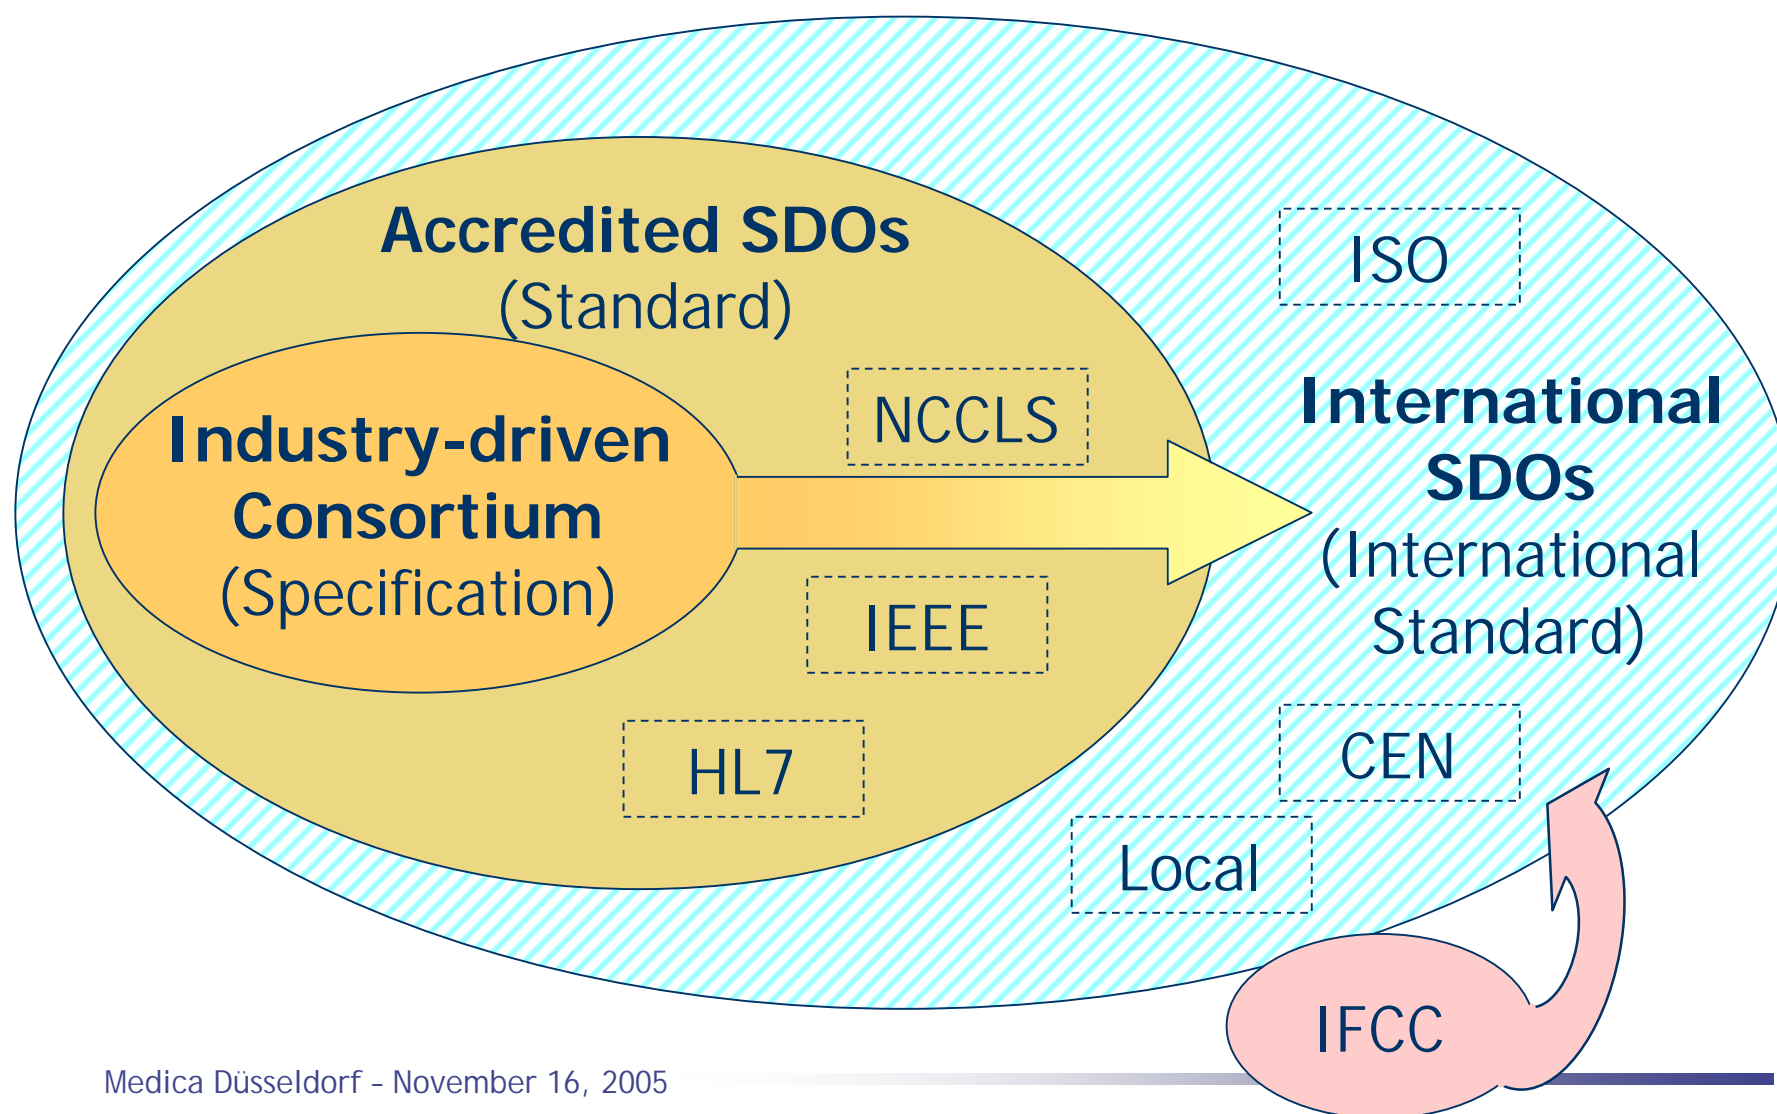 Accredited SDOs
(Standard)
Industry-driven
Consortium
(Specification)
NCCLS
IEEE
HL7
ISO
International
SDOs
(International
Standard)
CEN
Local
IFCC
Medica Düsseldorf – November 16, 2005